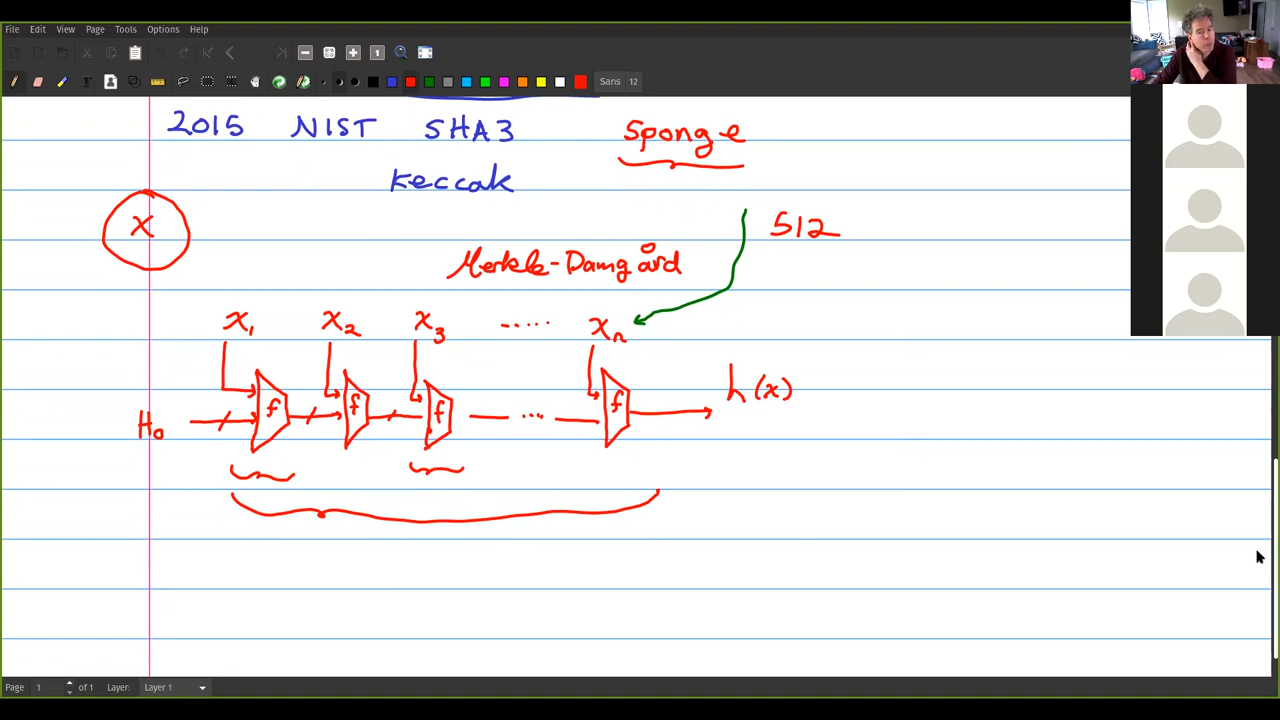 File Edit View Page Tools Options Help
T 1 Sans 12
2015 NIST SHA3 Sponge
Keccak
X 512
Merkle-Damgård
x1 x2 x3 ..... xn
H0 f f f ... f h(x)
Page 1 of 1 Layer: Layer 1